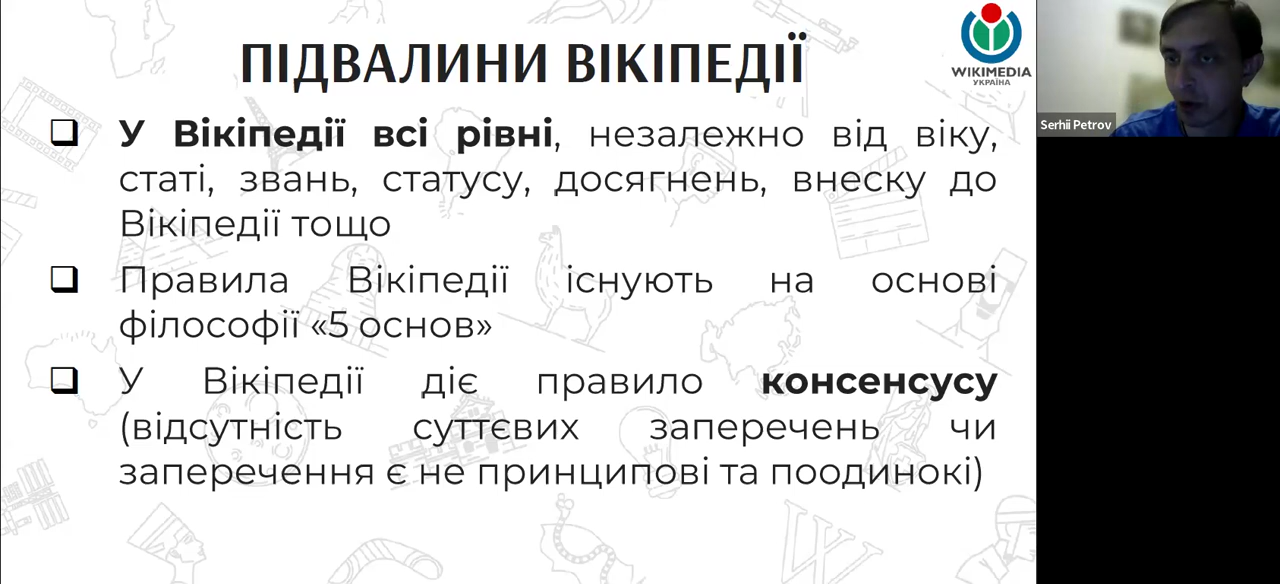 ПІДВАЛИНИ ВІКІПЕДІЇ
WIKIMEDIA
УКРАЇНА
Serhii Petrov
У Вікіпедії всі рівні, незалежно від віку,
статі, звань, статусу, досягнень, внеску до
Вікіпедії тощо
Правила Вікіпедії існують на основі
філософії «5 основ»
У Вікіпедії діє правило консенсусу
(відсутність суттєвих заперечень чи
заперечення є не принципові та поодинокі)